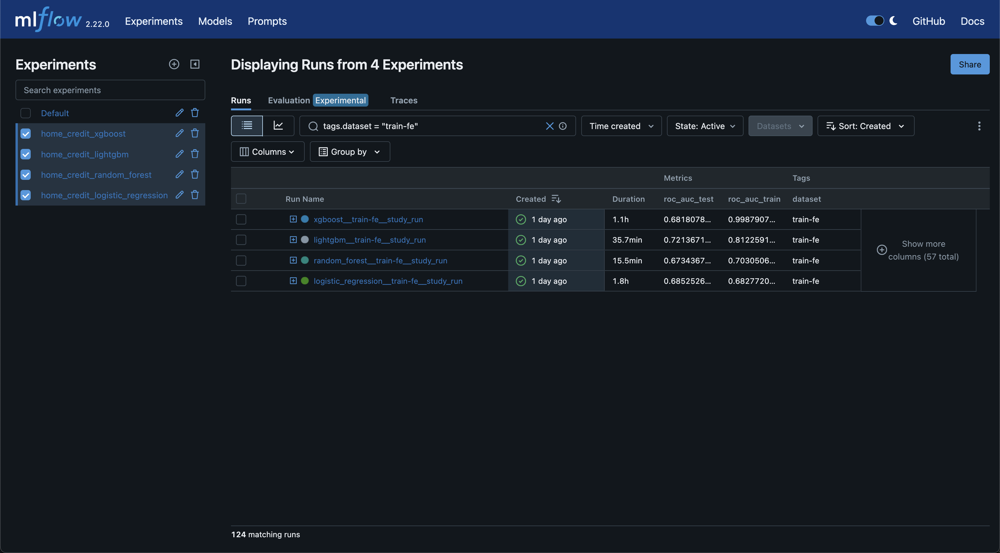 mlflow 2.22.0 Experiments Models Prompts GitHub Docs
Experiments
Search experiments
Default
home_credit_xgboost
home_credit_lightgbm
home_credit_random_forest
home_credit_logistic_regression
Displaying Runs from 4 Experiments
Share
Runs Evaluation Experimental Traces
tags.dataset = "train-fe" Time created State: Active Datasets Sort: Created
Columns Group by
Metrics Tags
Run Name Created Duration roc_auc_test roc_auc_train dataset
xgboost__train-fe__study_run 1 day ago 1.1h 0.6818078... 0.9987907... train-fe
lightgbm__train-fe__study_run 1 day ago 35.7min 0.7213671... 0.8122591... train-fe
random_forest__train-fe__study_run 1 day ago 15.5min 0.6734367... 0.7030506... train-fe
logistic_regression__train-fe__study_run 1 day ago 1.8h 0.6852526... 0.6827720... train-fe
Show more
columns (57 total)
124 matching runs